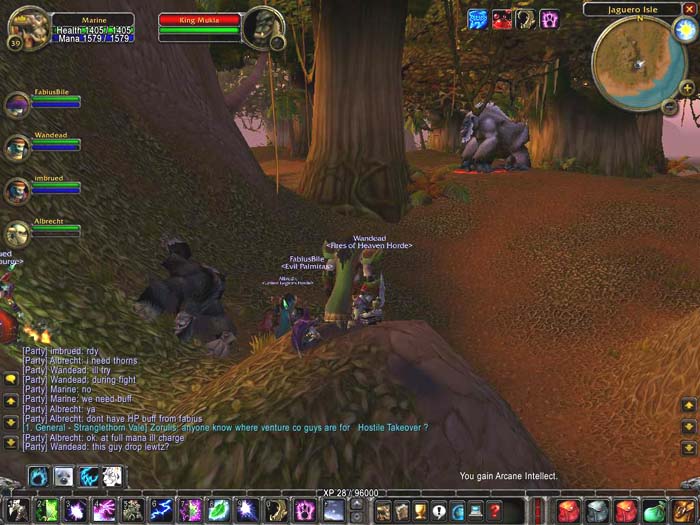 Marine
Health 1405 / 1405
Mana 1579 / 1579
39
King Mukla
Jaguero Isle
N
FabiusBile
Wandead
imbrued
Albrecht
Wandead
<Fires of Heaven Horde>
FabiusBile
<Evil Palmitas>
[Party] imbrued: rdy
[Party] Albrecht: i need thorns
[Party] Wandead: ill try
[Party] Wandead: during fight
[Party] Marine: no
[Party] Marine: we need buff
[Party] Albrecht: ya
[Party] Albrecht: dont have HP buff from fabius
[1. General - Stranglethorn Vale] Zorulis: anyone know where venture co guys are for Hostile Takeover ?
[Party] Albrecht: ok. at full mana ill charge
[Party] Wandead: this guy drop lewtz?
You gain Arcane Intellect.
XP 28 / 96000